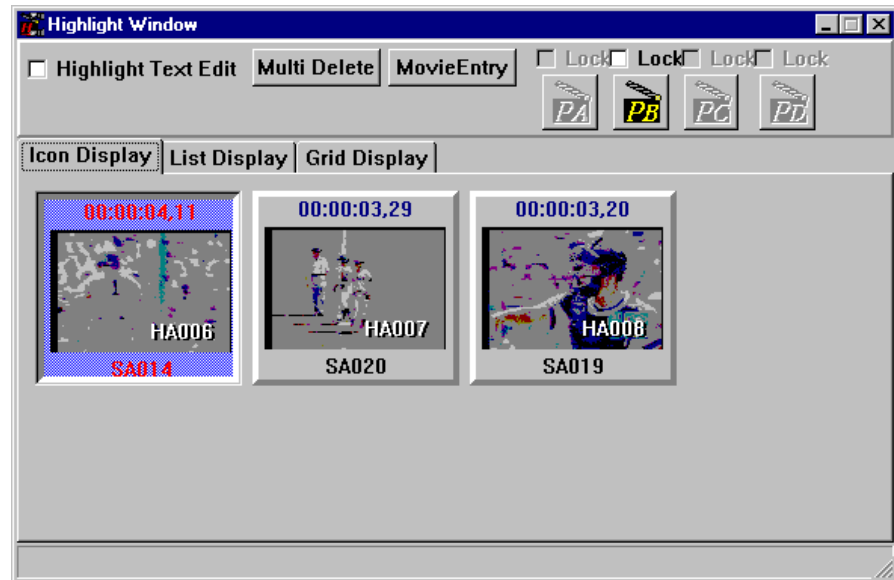 Highlight Window
Highlight Text Edit
Multi Delete
MovieEntry
Lock
Lock
Lock
Lock
PA
PB
PC
PD
Icon Display
List Display
Grid Display
00:00:04,11
HA006
SA014
00:00:03,29
HA007
SA020
00:00:03,20
HA008
SA019